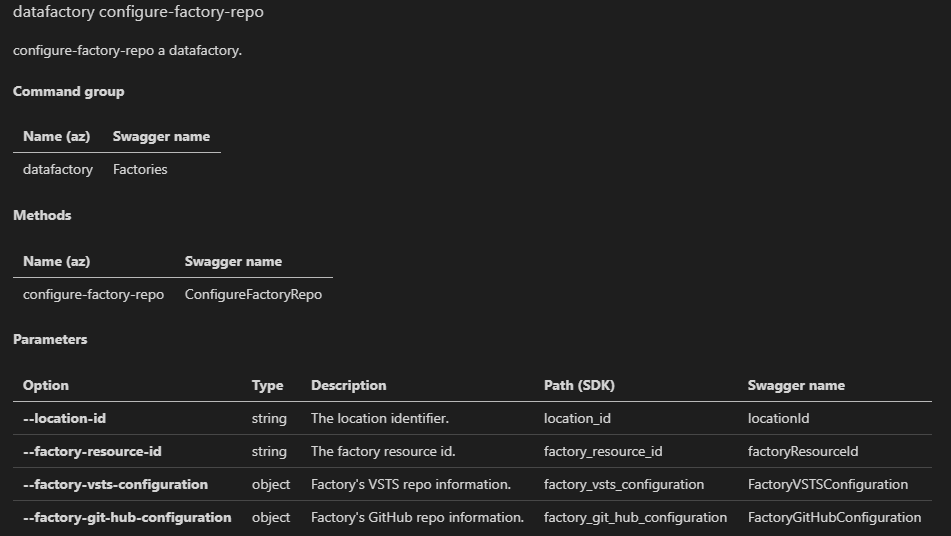 datafactory configure-factory-repo
configure-factory-repo a datafactory.
Command group
Name (az) Swagger name
datafactory Factories
Methods
Name (az) Swagger name
configure-factory-repo ConfigureFactoryRepo
Parameters
Option Type Description Path (SDK) Swagger name
--location-id string The location identifier. location_id locationId
--factory-resource-id string The factory resource id. factory_resource_id factoryResourceId
--factory-vsts-configuration object Factory's VSTS repo information. factory_vsts_configuration FactoryVSTSConfiguration
--factory-git-hub-configuration object Factory's GitHub repo information. factory_git_hub_configuration FactoryGitHubConfiguration